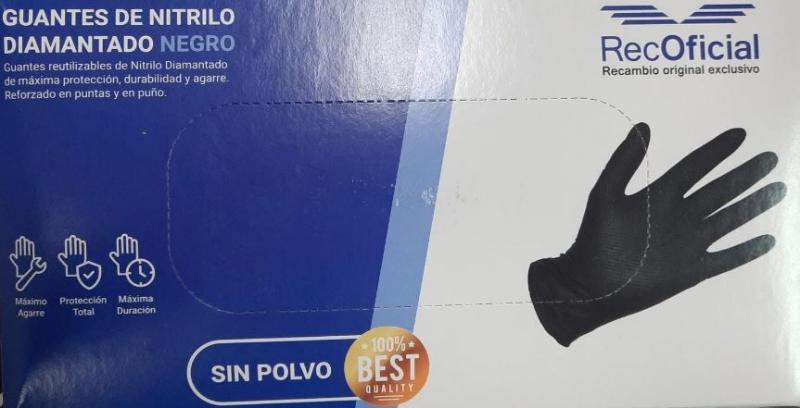 GUANTES DE NITRILO
DIAMANTADO NEGRO
Guantes reutilizables de Nitrilo Diamantado
de máxima protección, durabilidad y agarre.
Reforzado en puntas y en puño.
RecOficial
Recambio original exclusivo
Máximo
Agarre
Protección
Total
Máxima
Duración
SIN POLVO
100%
BEST
QUALITY